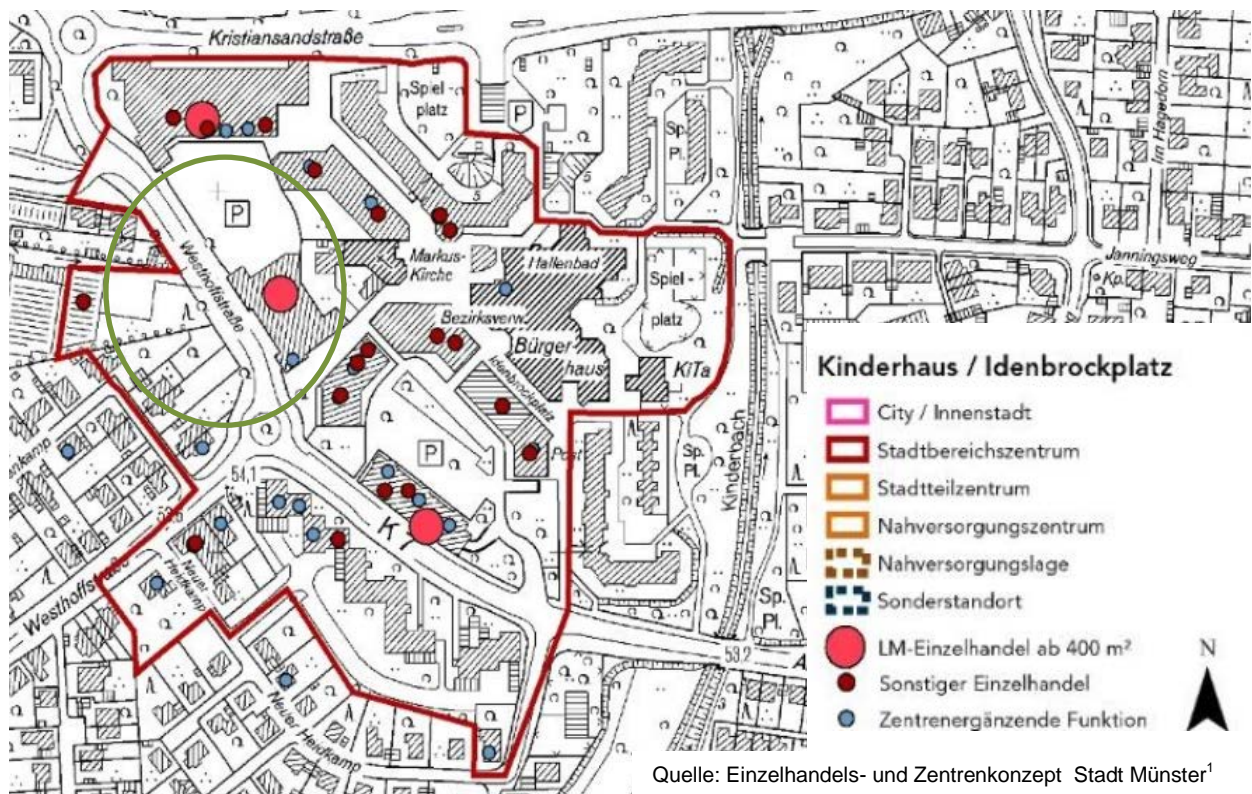 Kristiansandstraße
Spiel
platz
P
Sp.
Pl.
Im Hagedorn
P
Westhoffstraße
Markus-
Kirche
Hallenbad
Spiel
platz
Janningsweg
Kp.
Bezirksverw.
Bürger
haus
KiTa
Idenbrockplatz
Kinderbach
P
Post
Sp.
Pl.
54,1
K
Neuer
Heidkamp
Westhoffstraße
Sp.
Pl.
53,2
A
Neuer
Heidkamp
Kinderhaus / Idenbrockplatz
City / Innenstadt
Stadtbereichszentrum
Stadtteilzentrum
Nahversorgungszentrum
Nahversorgungslage
Sonderstandort
LM-Einzelhandel ab 400 m²
N
Sonstiger Einzelhandel
Zentrenergänzende Funktion
Quelle: Einzelhandels- und Zentrenkonzept Stadt Münster¹